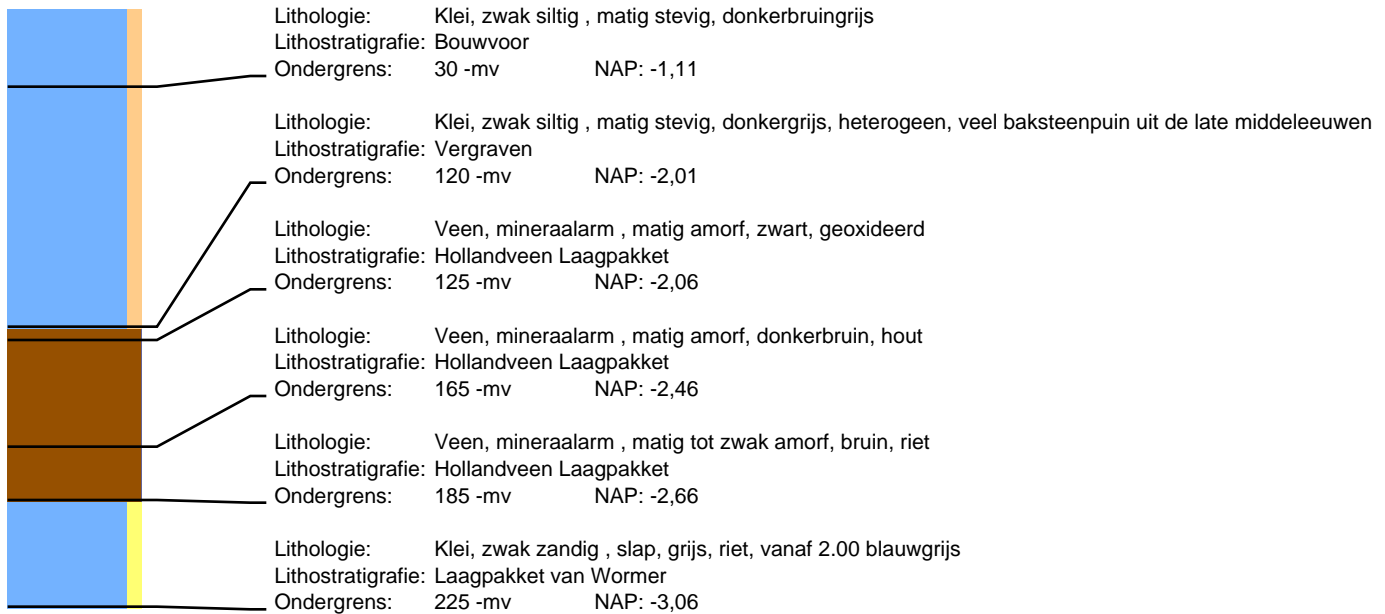 Lithologie: Klei, zwak siltig , matig stevig, donkerbruingrijs
Lithostratigrafie: Bouwvoor
Ondergrens: 30 -mv NAP: -1,11
Lithologie: Klei, zwak siltig , matig stevig, donkergrijs, heterogeen, veel baksteenpuin uit de late middeleeuwen
Lithostratigrafie: Vergraven
Ondergrens: 120 -mv NAP: -2,01
Lithologie: Veen, mineraalarm , matig amorf, zwart, geoxideerd
Lithostratigrafie: Hollandveen Laagpakket
Ondergrens: 125 -mv NAP: -2,06
Lithologie: Veen, mineraalarm , matig amorf, donkerbruin, hout
Lithostratigrafie: Hollandveen Laagpakket
Ondergrens: 165 -mv NAP: -2,46
Lithologie: Veen, mineraalarm , matig tot zwak amorf, bruin, riet
Lithostratigrafie: Hollandveen Laagpakket
Ondergrens: 185 -mv NAP: -2,66
Lithologie: Klei, zwak zandig , slap, grijs, riet, vanaf 2.00 blauwgrijs
Lithostratigrafie: Laagpakket van Wormer
Ondergrens: 225 -mv NAP: -3,06